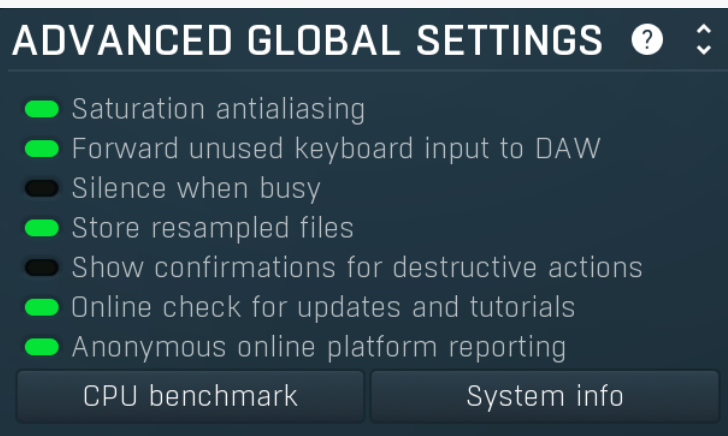 ADVANCED GLOBAL SETTINGS ?
Saturation antialiasing
Forward unused keyboard input to DAW
Silence when busy
Store resampled files
Show confirmations for destructive actions
Online check for updates and tutorials
Anonymous online platform reporting
CPU benchmark System info